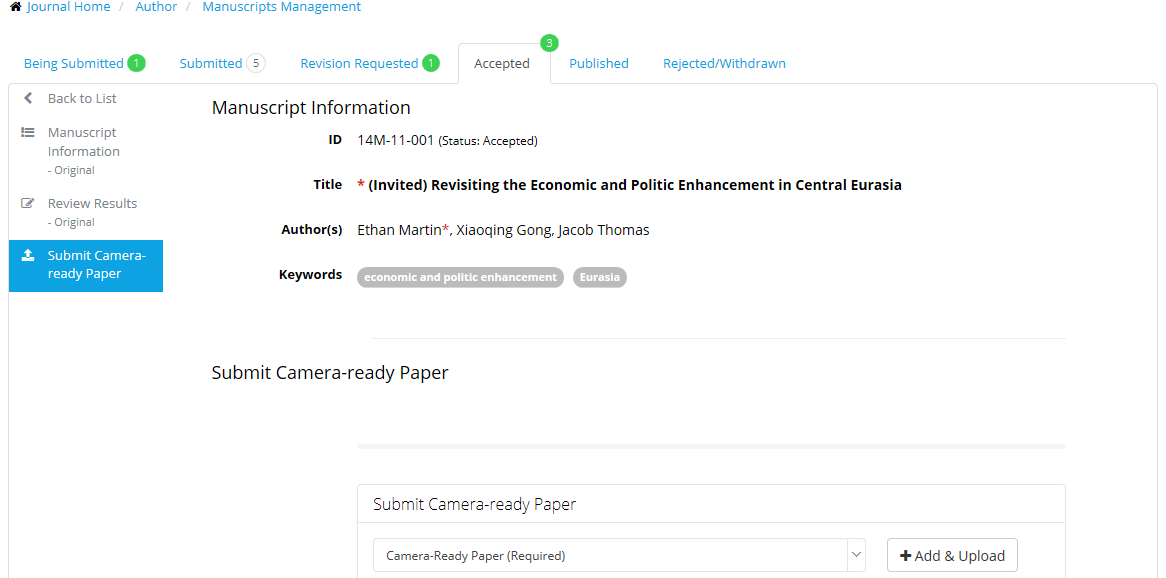 Journal Home / Author / Manuscripts Management
Being Submitted 1 Submitted 5 Revision Requested 1 Accepted 3 Published Rejected/Withdrawn
Back to List
Manuscript
Information
- Original
Review Results
- Original
Submit Camera-
ready Paper
Manuscript Information
ID 14M-11-001 (Status: Accepted)
Title * (Invited) Revisiting the Economic and Politic Enhancement in Central Eurasia
Author(s) Ethan Martin*, Xiaoqing Gong, Jacob Thomas
Keywords economic and politic enhancement Eurasia
Submit Camera-ready Paper
Submit Camera-ready Paper
Camera-Ready Paper (Required) Add & Upload